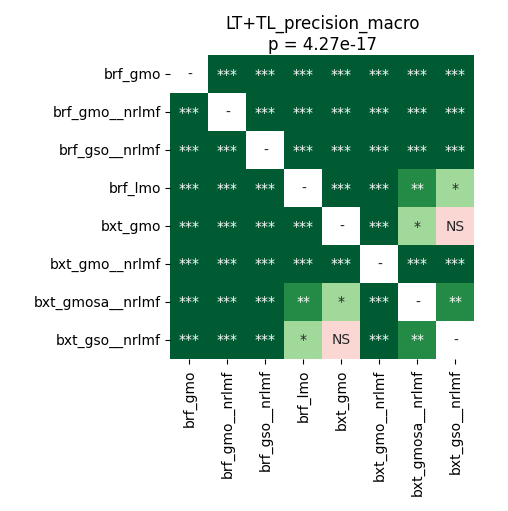 LT+TL_precision_macro
p = 4.27e-17
brf_gmo - *** *** *** *** *** *** ***
brf_gmo__nrlmf *** - *** *** *** *** *** ***
brf_gso__nrlmf *** *** - *** *** *** *** ***
brf_lmo *** *** *** - *** *** ** *
bxt_gmo *** *** *** *** - *** * NS
bxt_gmo__nrlmf *** *** *** *** *** - *** ***
bxt_gmosa__nrlmf *** *** *** ** * *** - **
bxt_gso__nrlmf *** *** *** * NS *** ** -
brf_gmo
brf_gmo__nrlmf
brf_gso__nrlmf
brf_lmo
bxt_gmo
bxt_gmo__nrlmf
bxt_gmosa__nrlmf
bxt_gso__nrlmf